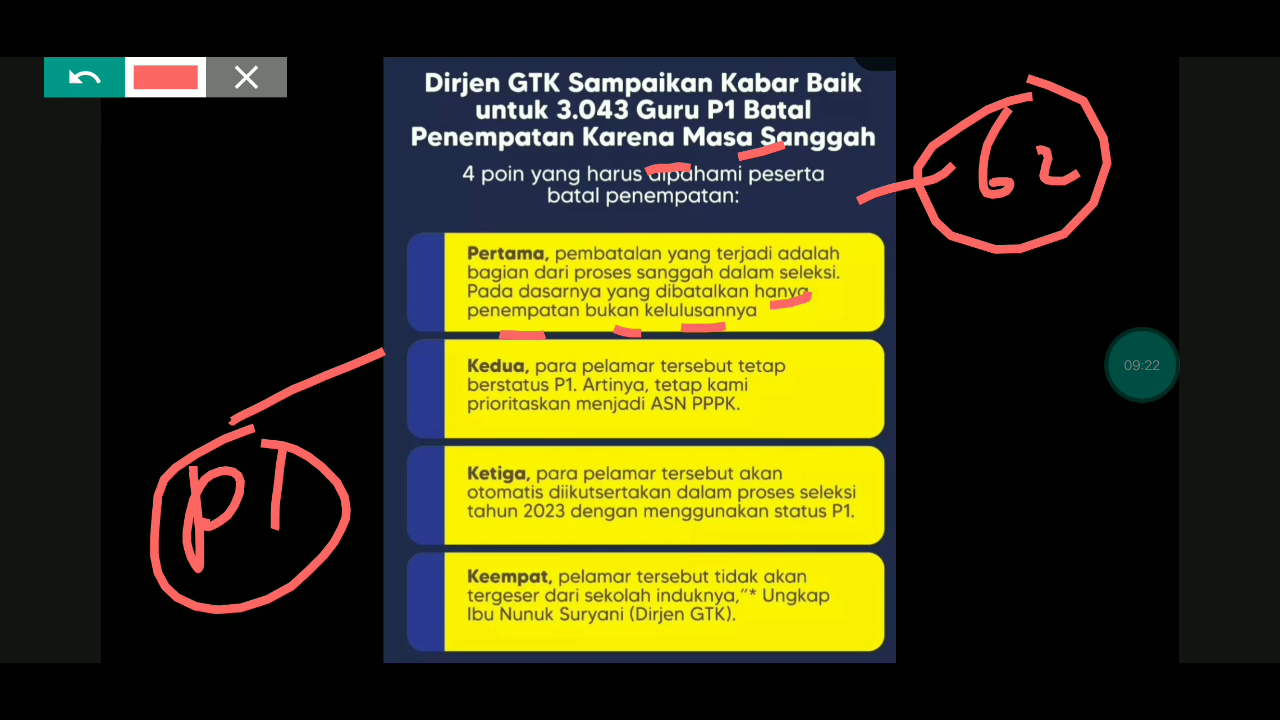 Dirjen GTK Sampaikan Kabar Baik
untuk 3.043 Guru P1 Batal
Penempatan Karena Masa Sanggah
4 poin yang harus dipahami peserta
batal penempatan:
62
Pertama, pembatalan yang terjadi adalah
bagian dari proses sanggah dalam seleksi.
Pada dasarnya yang dibatalkan hanya
penempatan bukan kelulusannya
Kedua, para pelamar tersebut tetap
berstatus P1. Artinya, tetap kami
prioritaskan menjadi ASN PPPK.
09:22
P1
Ketiga, para pelamar tersebut akan
otomatis diikutsertakan dalam proses seleksi
tahun 2023 dengan menggunakan status P1.
Keempat, pelamar tersebut tidak akan
tergeser dari sekolah induknya,"* Ungkap
Ibu Nunuk Suryani (Dirjen GTK).